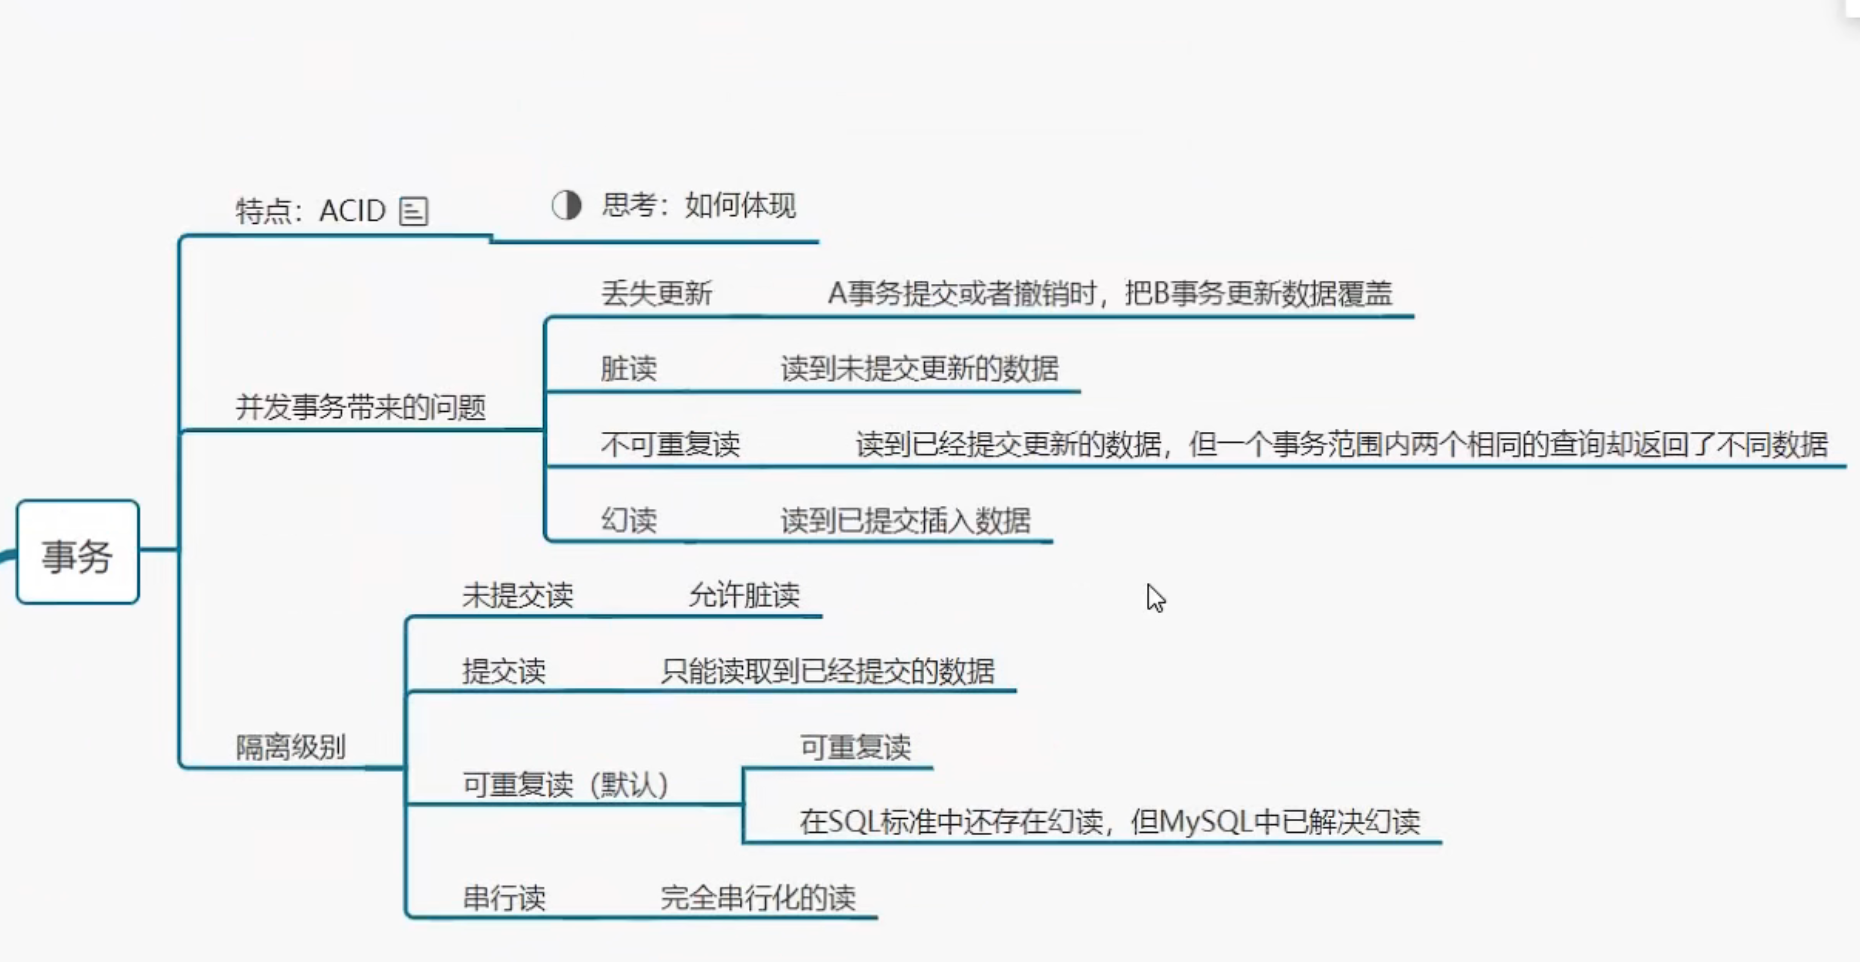 事务
特点：ACID
思考：如何体现
并发事务带来的问题
丢失更新
A事务提交或者撤销时，把B事务更新数据覆盖
脏读
读到未提交更新的数据
不可重复读
读到已经提交更新的数据，但一个事务范围内两个相同的查询却返回了不同数据
幻读
读到已提交插入数据
隔离级别
未提交读
允许脏读
提交读
只能读取到已经提交的数据
可重复读（默认）
可重复读
在SQL标准中还存在幻读，但MySQL中已解决幻读
串行读
完全串行化的读